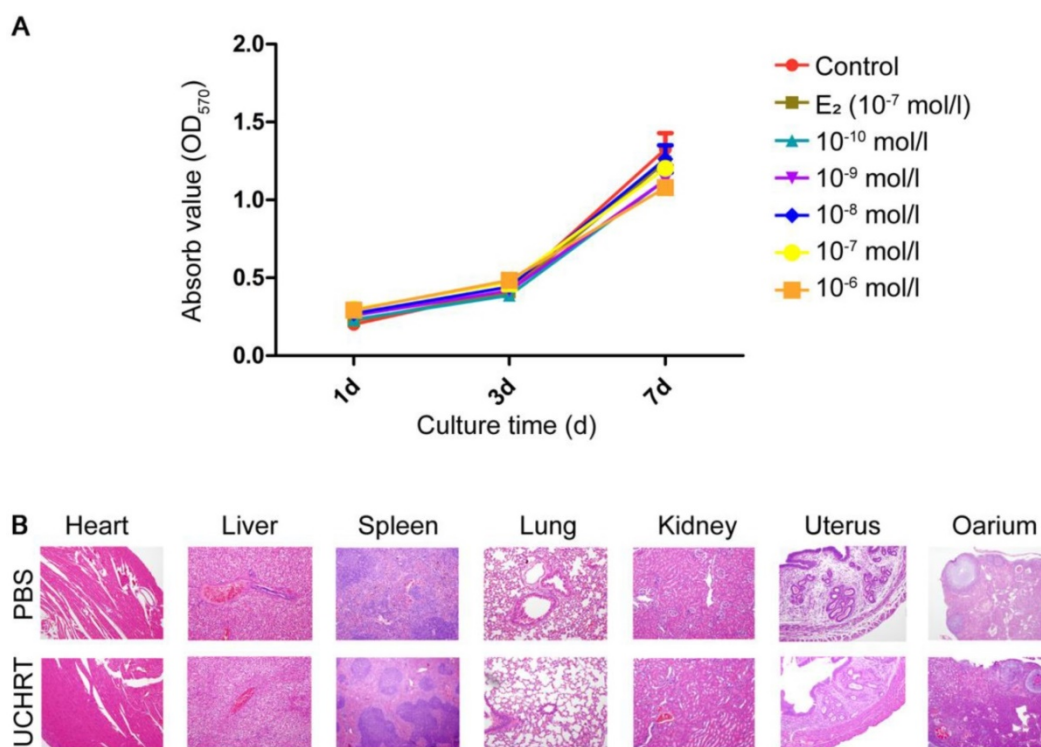 A
2.0
1.5
1.0
0.5
0.0
Absorb value (OD₅₇₀)
1d 3d 7d
Culture time (d)
Control
E₂ (10⁻⁷ mol/l)
10⁻¹⁰ mol/l
10⁻⁹ mol/l
10⁻⁸ mol/l
10⁻⁷ mol/l
10⁻⁶ mol/l
B
Heart Liver Spleen Lung Kidney Uterus Oarium
PBS
UCHRT